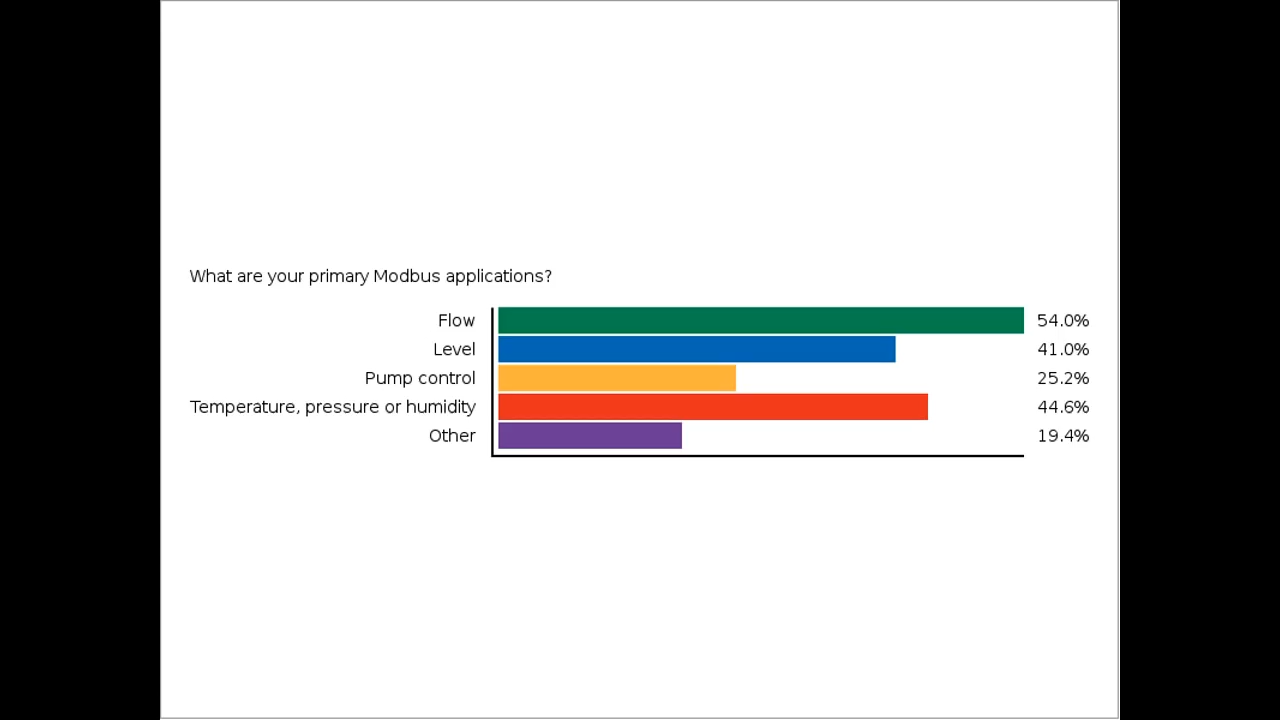 What are your primary Modbus applications?
Flow 54.0%
Level 41.0%
Pump control 25.2%
Temperature, pressure or humidity 44.6%
Other 19.4%